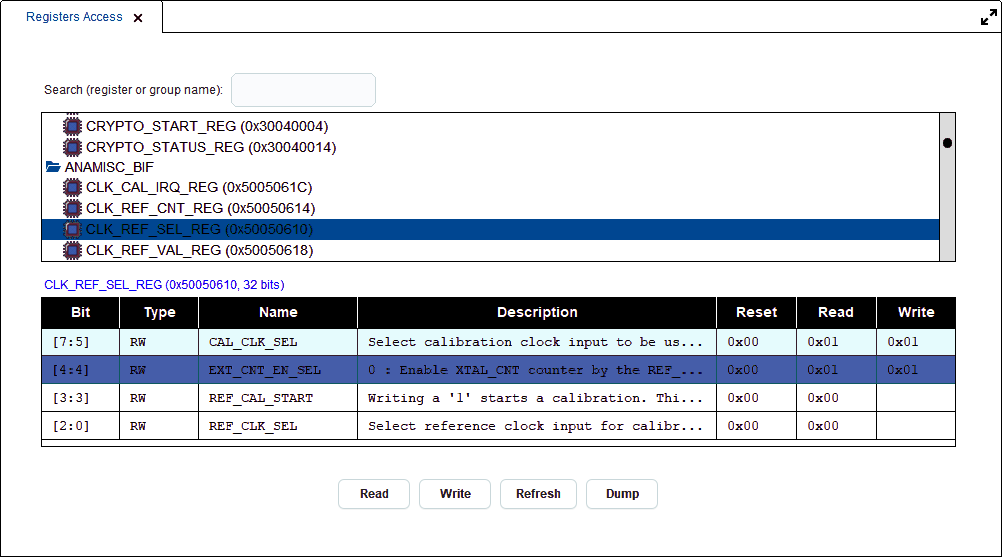 Registers Access
Search (register or group name):
CRYPTO_START_REG (0x30040004)
CRYPTO_STATUS_REG (0x30040014)
ANAMISC_BIF
CLK_CAL_IRQ_REG (0x5005061C)
CLK_REF_CNT_REG (0x50050614)
CLK_REF_SEL_REG (0x50050610)
CLK_REF_VAL_REG (0x50050618)
CLK_REF_SEL_REG (0x50050610, 32 bits)
Bit Type Name Description Reset Read Write
[7:5] RW CAL_CLK_SEL Select calibration clock input to be us... 0x00 0x01 0x01
[4:4] RW EXT_CNT_EN_SEL 0 : Enable XTAL_CNT counter by the REF_... 0x00 0x01 0x01
[3:3] RW REF_CAL_START Writing a '1' starts a calibration. Thi... 0x00 0x00
[2:0] RW REF_CLK_SEL Select reference clock input for calibr... 0x00 0x00
Read Write Refresh Dump